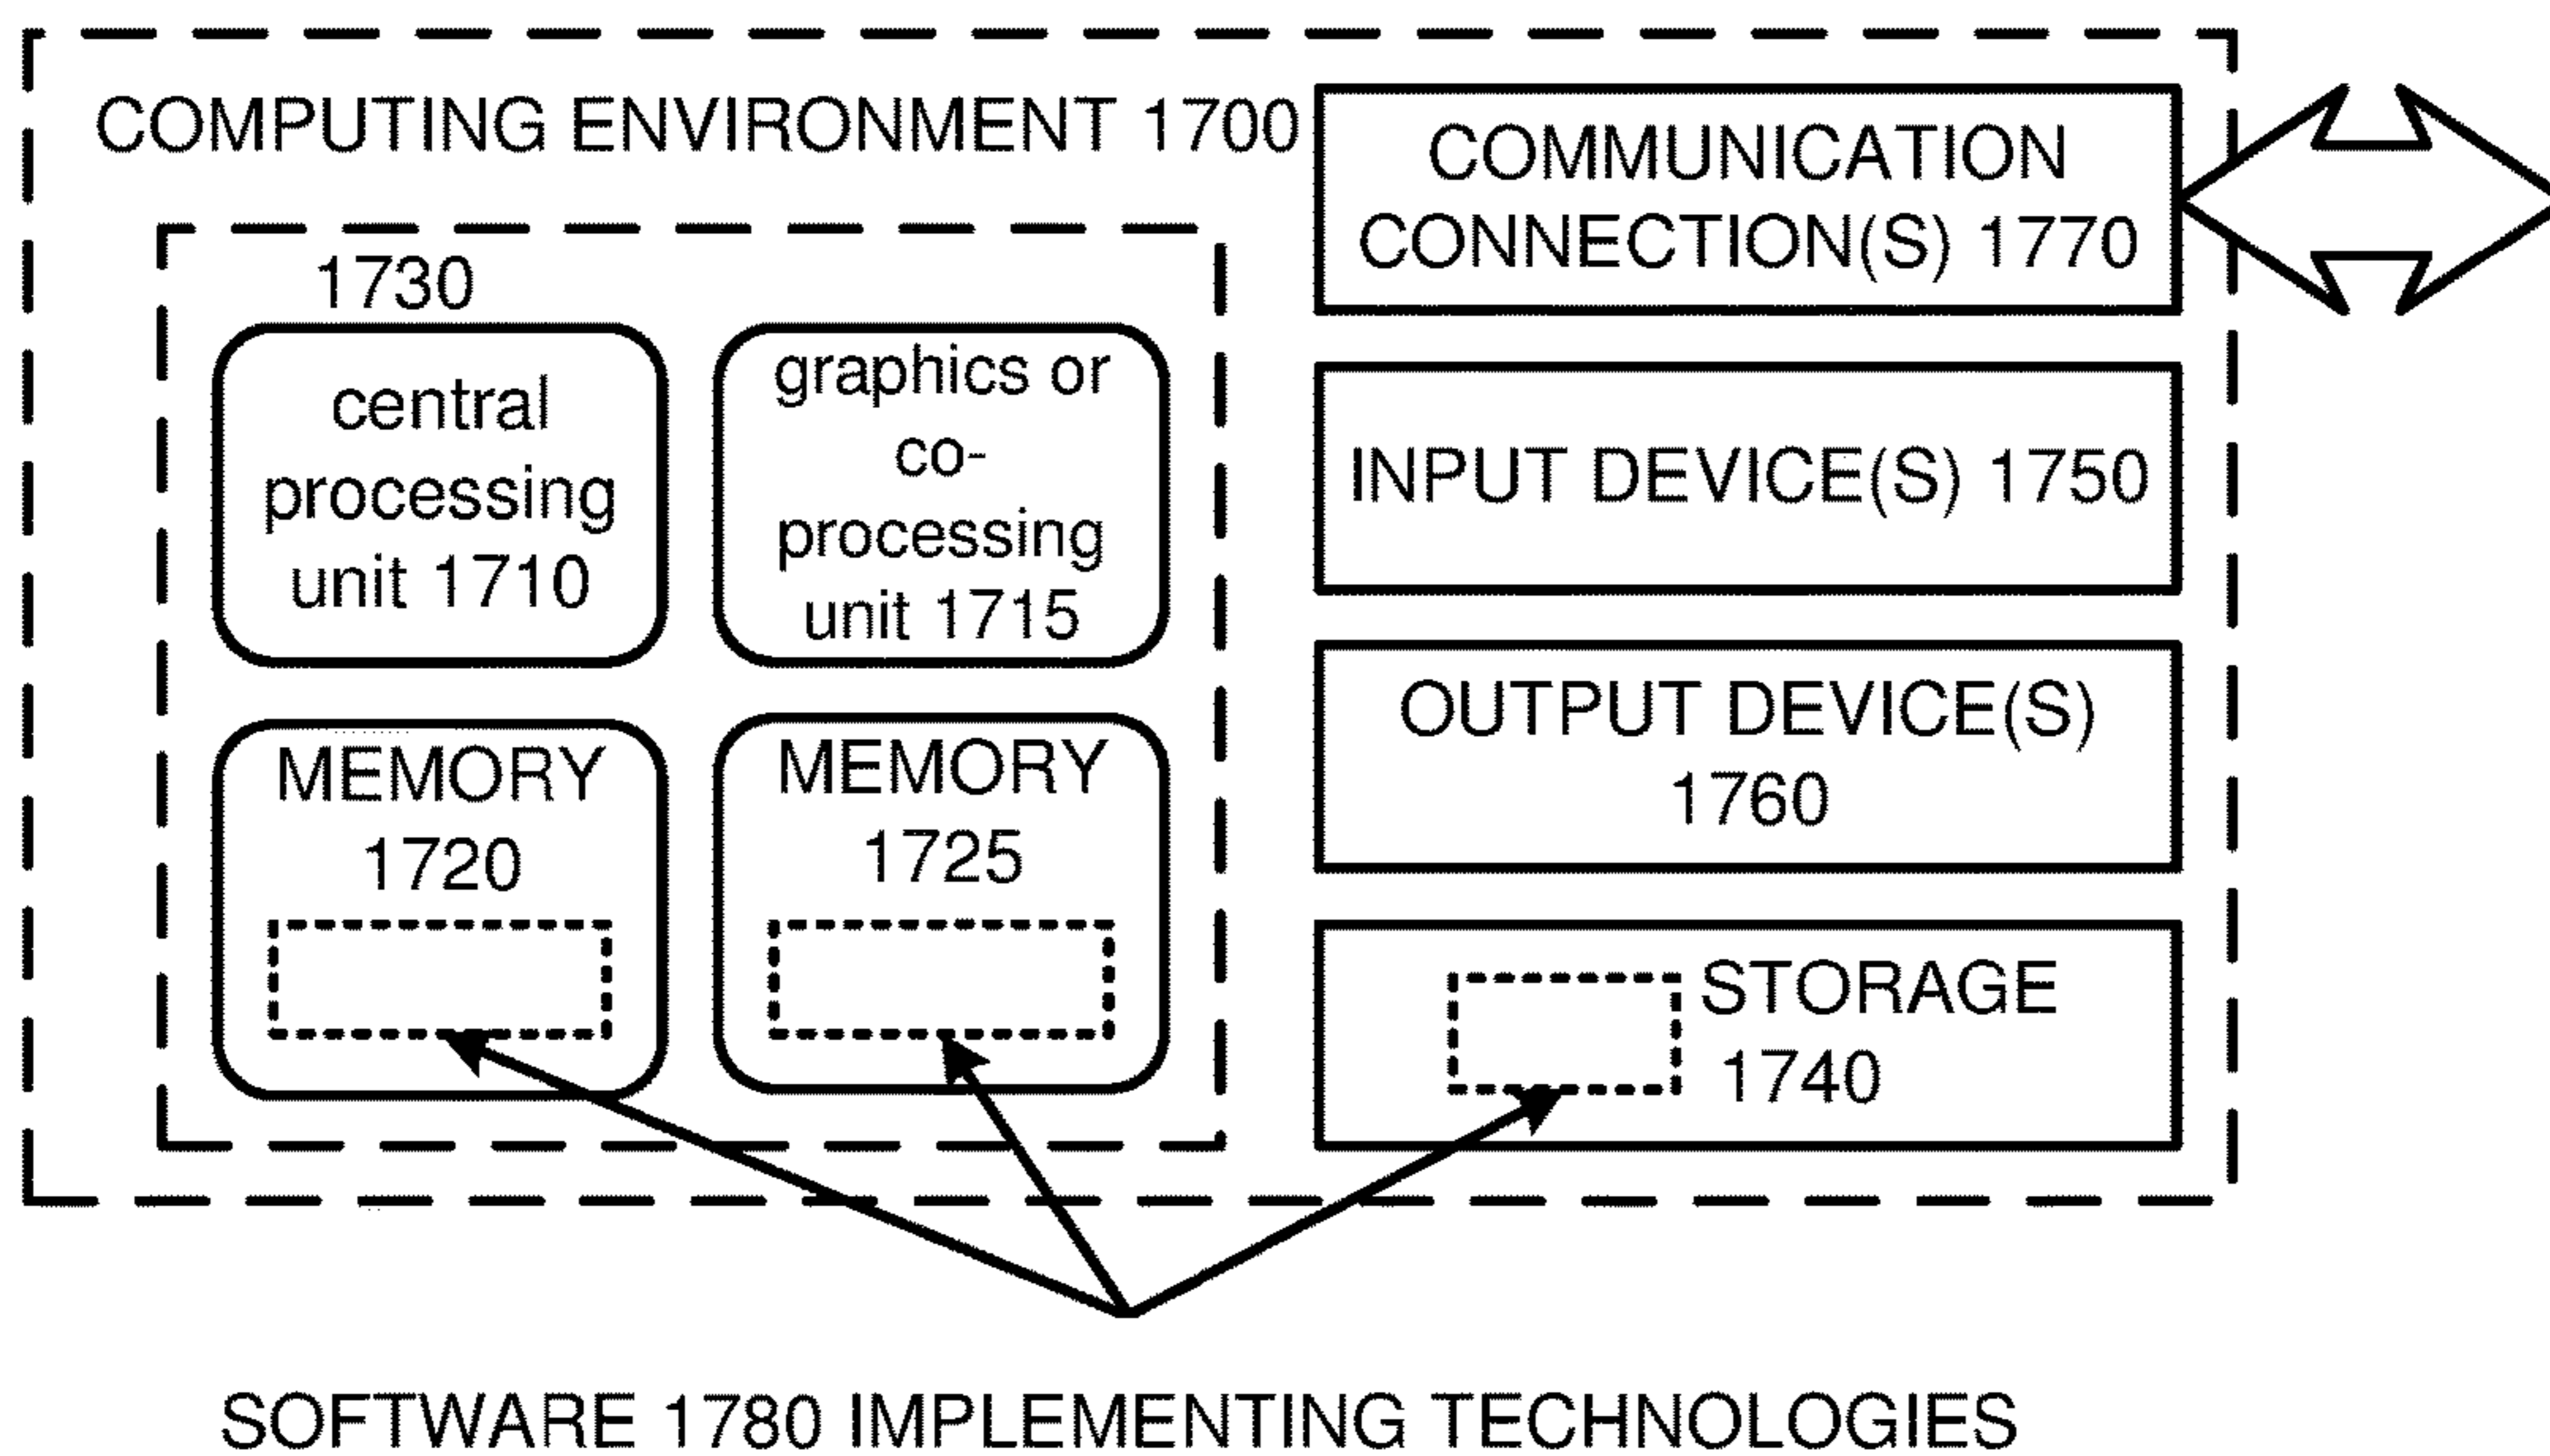 COMPUTING ENVIRONMENT 1700
1730
central
processing
unit 1710
graphics or
co-
processing
unit 1715
MEMORY
1720
MEMORY
1725
COMMUNICATION
CONNECTION(S) 1770
INPUT DEVICE(S) 1750
OUTPUT DEVICE(S)
1760
STORAGE
1740
SOFTWARE 1780 IMPLEMENTING TECHNOLOGIES